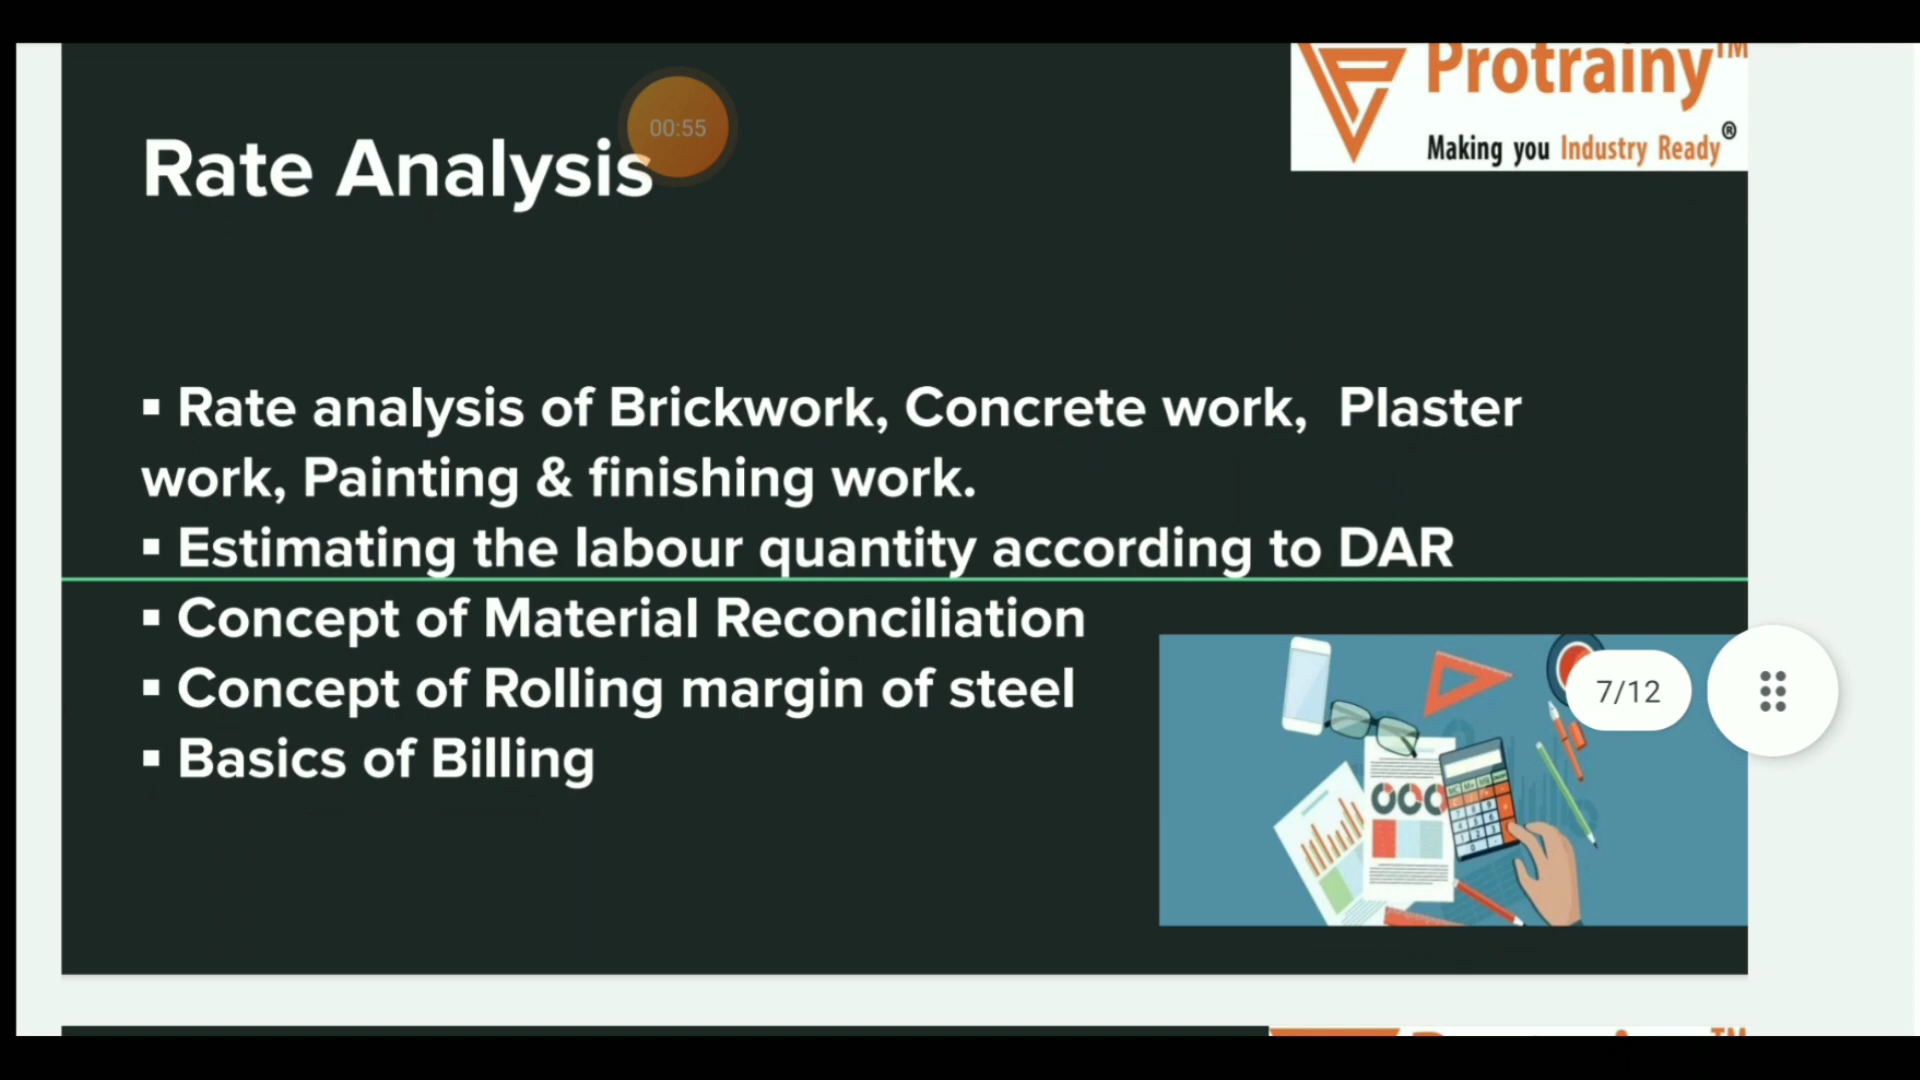 Protrainy™
Making you Industry Ready®
00:55
Rate Analysis
▪ Rate analysis of Brickwork, Concrete work, Plaster
work, Painting & finishing work.
▪ Estimating the labour quantity according to DAR
▪ Concept of Material Reconciliation
▪ Concept of Rolling margin of steel
▪ Basics of Billing
7/12
TM